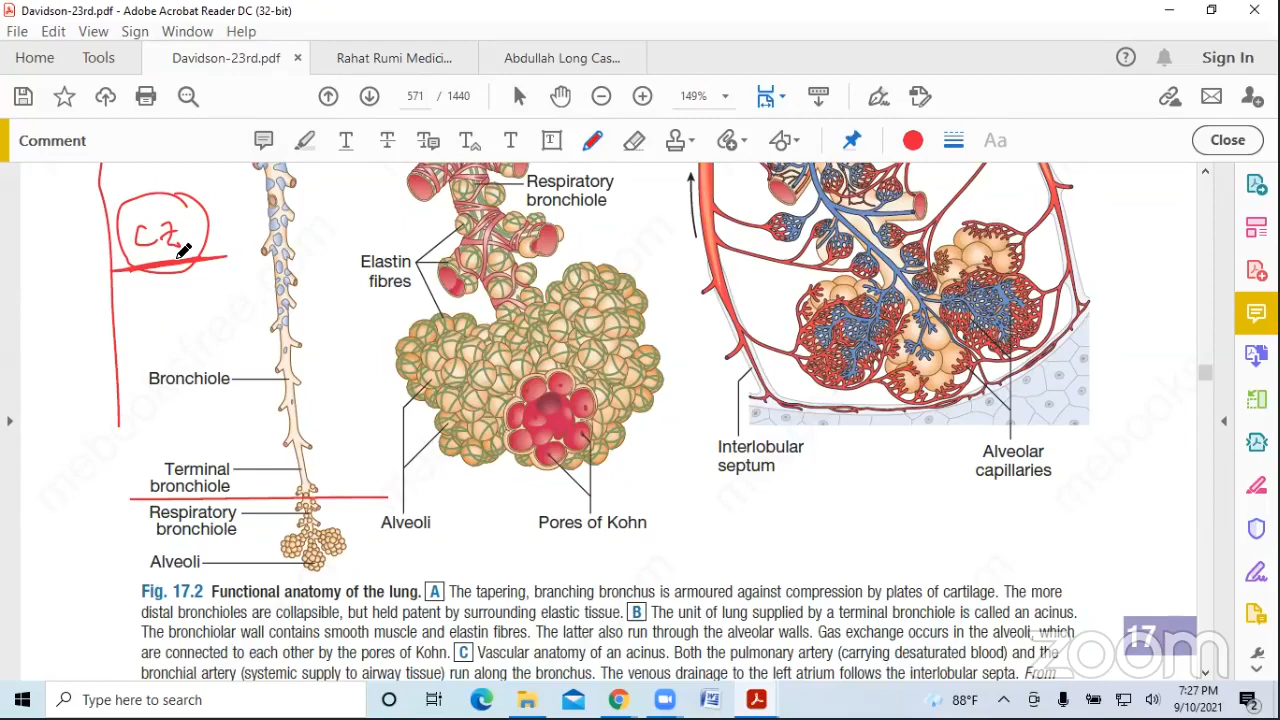 Davidson-23rd.pdf - Adobe Acrobat Reader DC (32-bit)
File Edit View Sign Window Help
Home Tools Davidson-23rd.pdf × Rahat Rumi Medici... Abdullah Long Cas... Sign In
571 / 1440 149%
Comment Aa Close
CZ
Respiratory
bronchiole
Elastin
fibres
Bronchiole
Terminal
bronchiole
Respiratory
bronchiole
Alveoli
Alveoli
Pores of Kohn
Interlobular
septum
Alveolar
capillaries
Fig. 17.2 Functional anatomy of the lung. A The tapering, branching bronchus is armoured against compression by plates of cartilage. The more
distal bronchioles are collapsible, but held patent by surrounding elastic tissue. B The unit of lung supplied by a terminal bronchiole is called an acinus.
The bronchiolar wall contains smooth muscle and elastin fibres. The latter also run through the alveolar walls. Gas exchange occurs in the alveoli, which
are connected to each other by the pores of Kohn. C Vascular anatomy of an acinus. Both the pulmonary artery (carrying desaturated blood) and the
bronchial artery (systemic supply to airway tissue) run along the bronchus. The venous drainage to the left atrium follows the interlobular septa. From
17
zoom
Type here to search
88°F
7:27 PM
9/10/2021
2